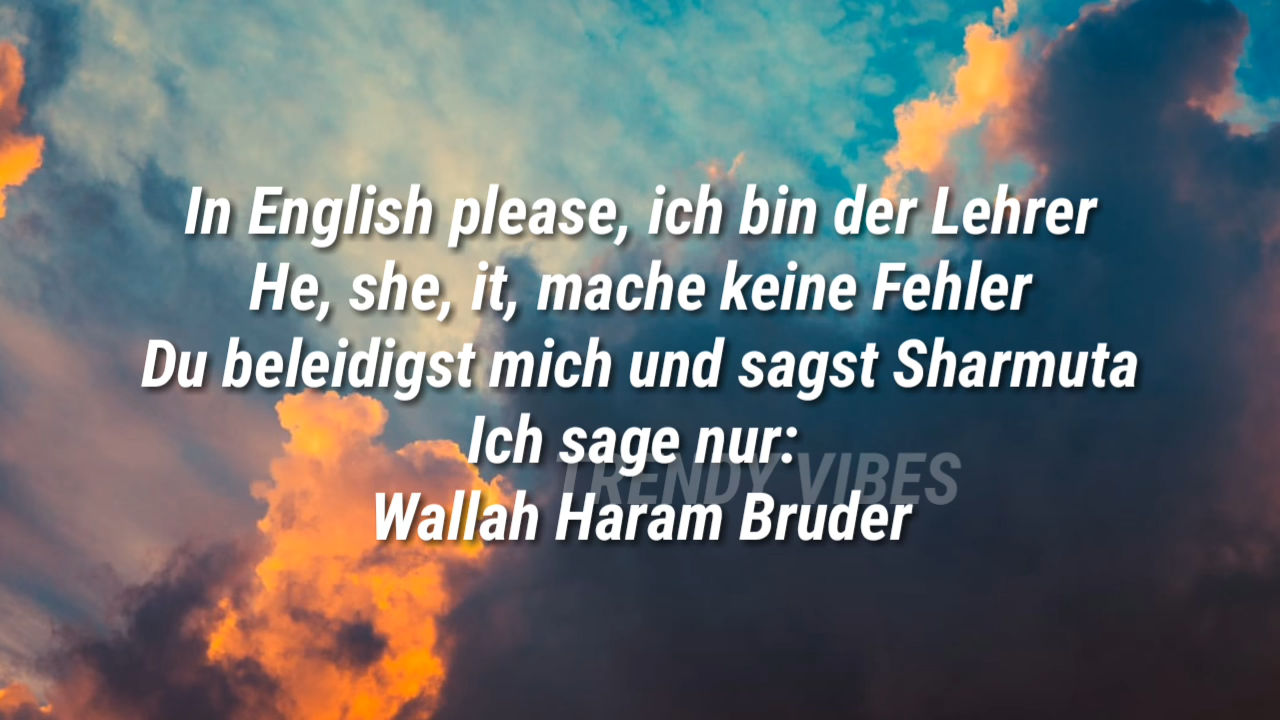 In English please, ich bin der Lehrer
He, she, it, mache keine Fehler
Du beleidigst mich und sagst Sharmuta
Ich sage nur:
TRENDY VIBES
Wallah Haram Bruder